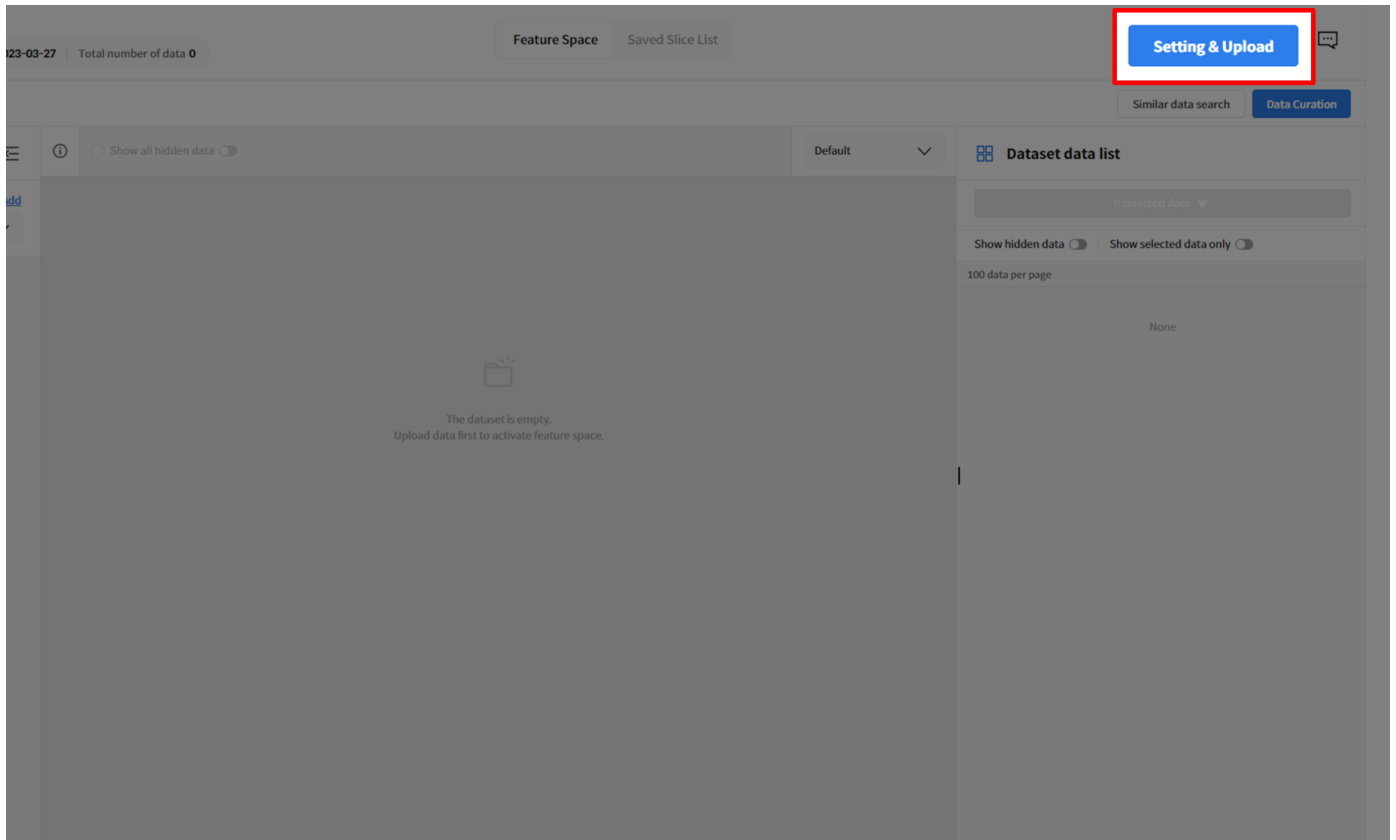 Feature Space Saved Slice List
Setting & Upload
023-03-27 Total number of data 0
Similar data search Data Curation
Show all hidden data
Default
Dataset data list
Add
0 selected data
Show hidden data Show selected data only
100 data per page
None
The dataset is empty.
Upload data first to activate feature space.